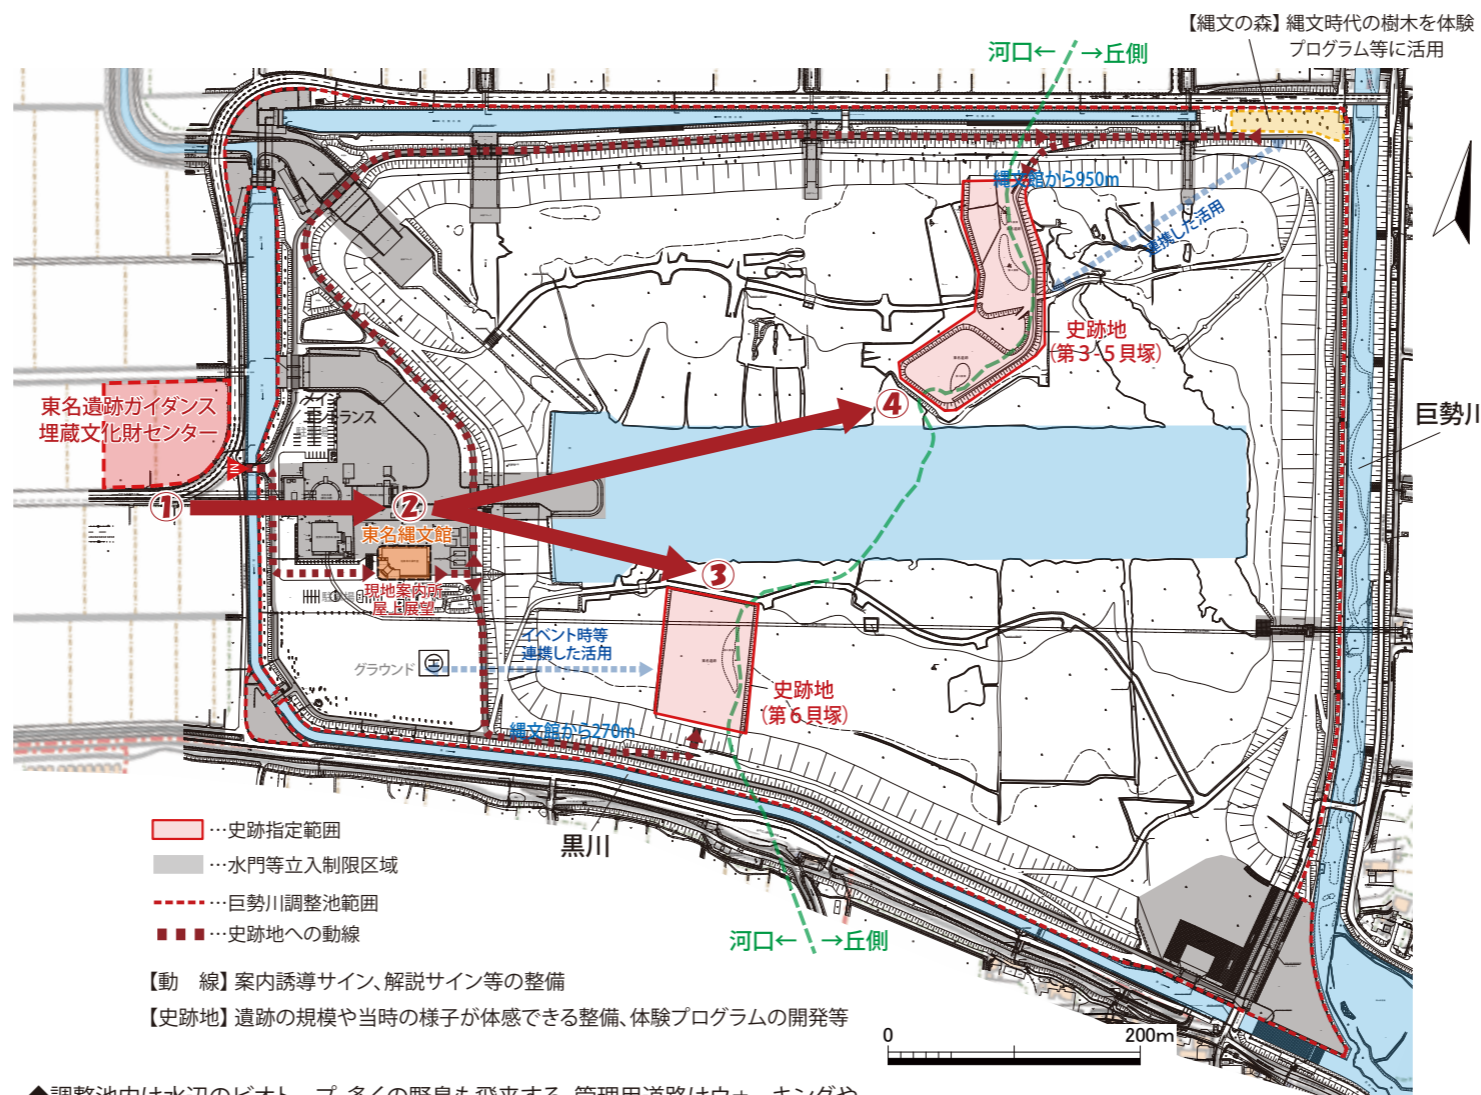 【縄文の森】 縄文時代の樹木を体験
プログラム等に活用
河口← →丘側
縄文館から950m
連携した活用
史跡地
（第３-５貝塚）
巨勢川
東名遺跡ガイダンス
埋蔵文化財センター
①
②
③
④
東名縄文館
現地案内所
屋上展望
イベント時等
連携した活用
グラウンド
H
史跡地
（第６貝塚）
縄文館から270m
黒川
河口← →丘側
…史跡指定範囲
…水門等立入制限区域
…巨勢川調整池範囲
…史跡地への動線
【動　線】 案内誘導サイン、解説サイン等の整備
【史跡地】 遺跡の規模や当時の様子が体感できる整備、体験プログラムの開発等
0 200m